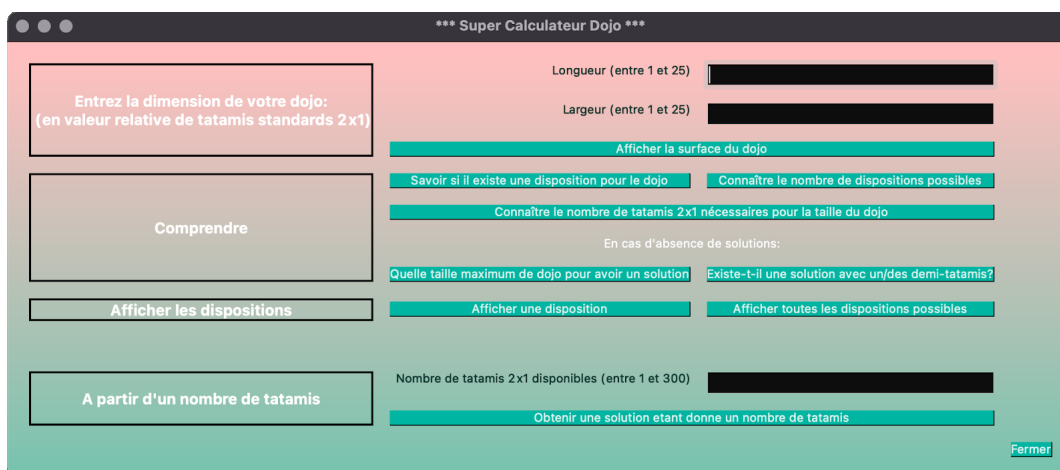 *** Super Calculateur Dojo ***
Entrez la dimension de votre dojo:
(en valeur relative de tatamis standards 2x1)
Longueur (entre 1 et 25)
Largeur (entre 1 et 25)
Afficher la surface du dojo
Comprendre
Savoir si il existe une disposition pour le dojo
Connaître le nombre de dispositions possibles
Connaître le nombre de tatamis 2x1 nécessaires pour la taille du dojo
En cas d'absence de solutions:
Quelle taille maximum de dojo pour avoir un solution
Existe-t-il une solution avec un/des demi-tatamis?
Afficher les dispositions
Afficher une disposition
Afficher toutes les dispositions possibles
A partir d'un nombre de tatamis
Nombre de tatamis 2x1 disponibles (entre 1 et 300)
Obtenir une solution etant donne un nombre de tatamis
Fermer